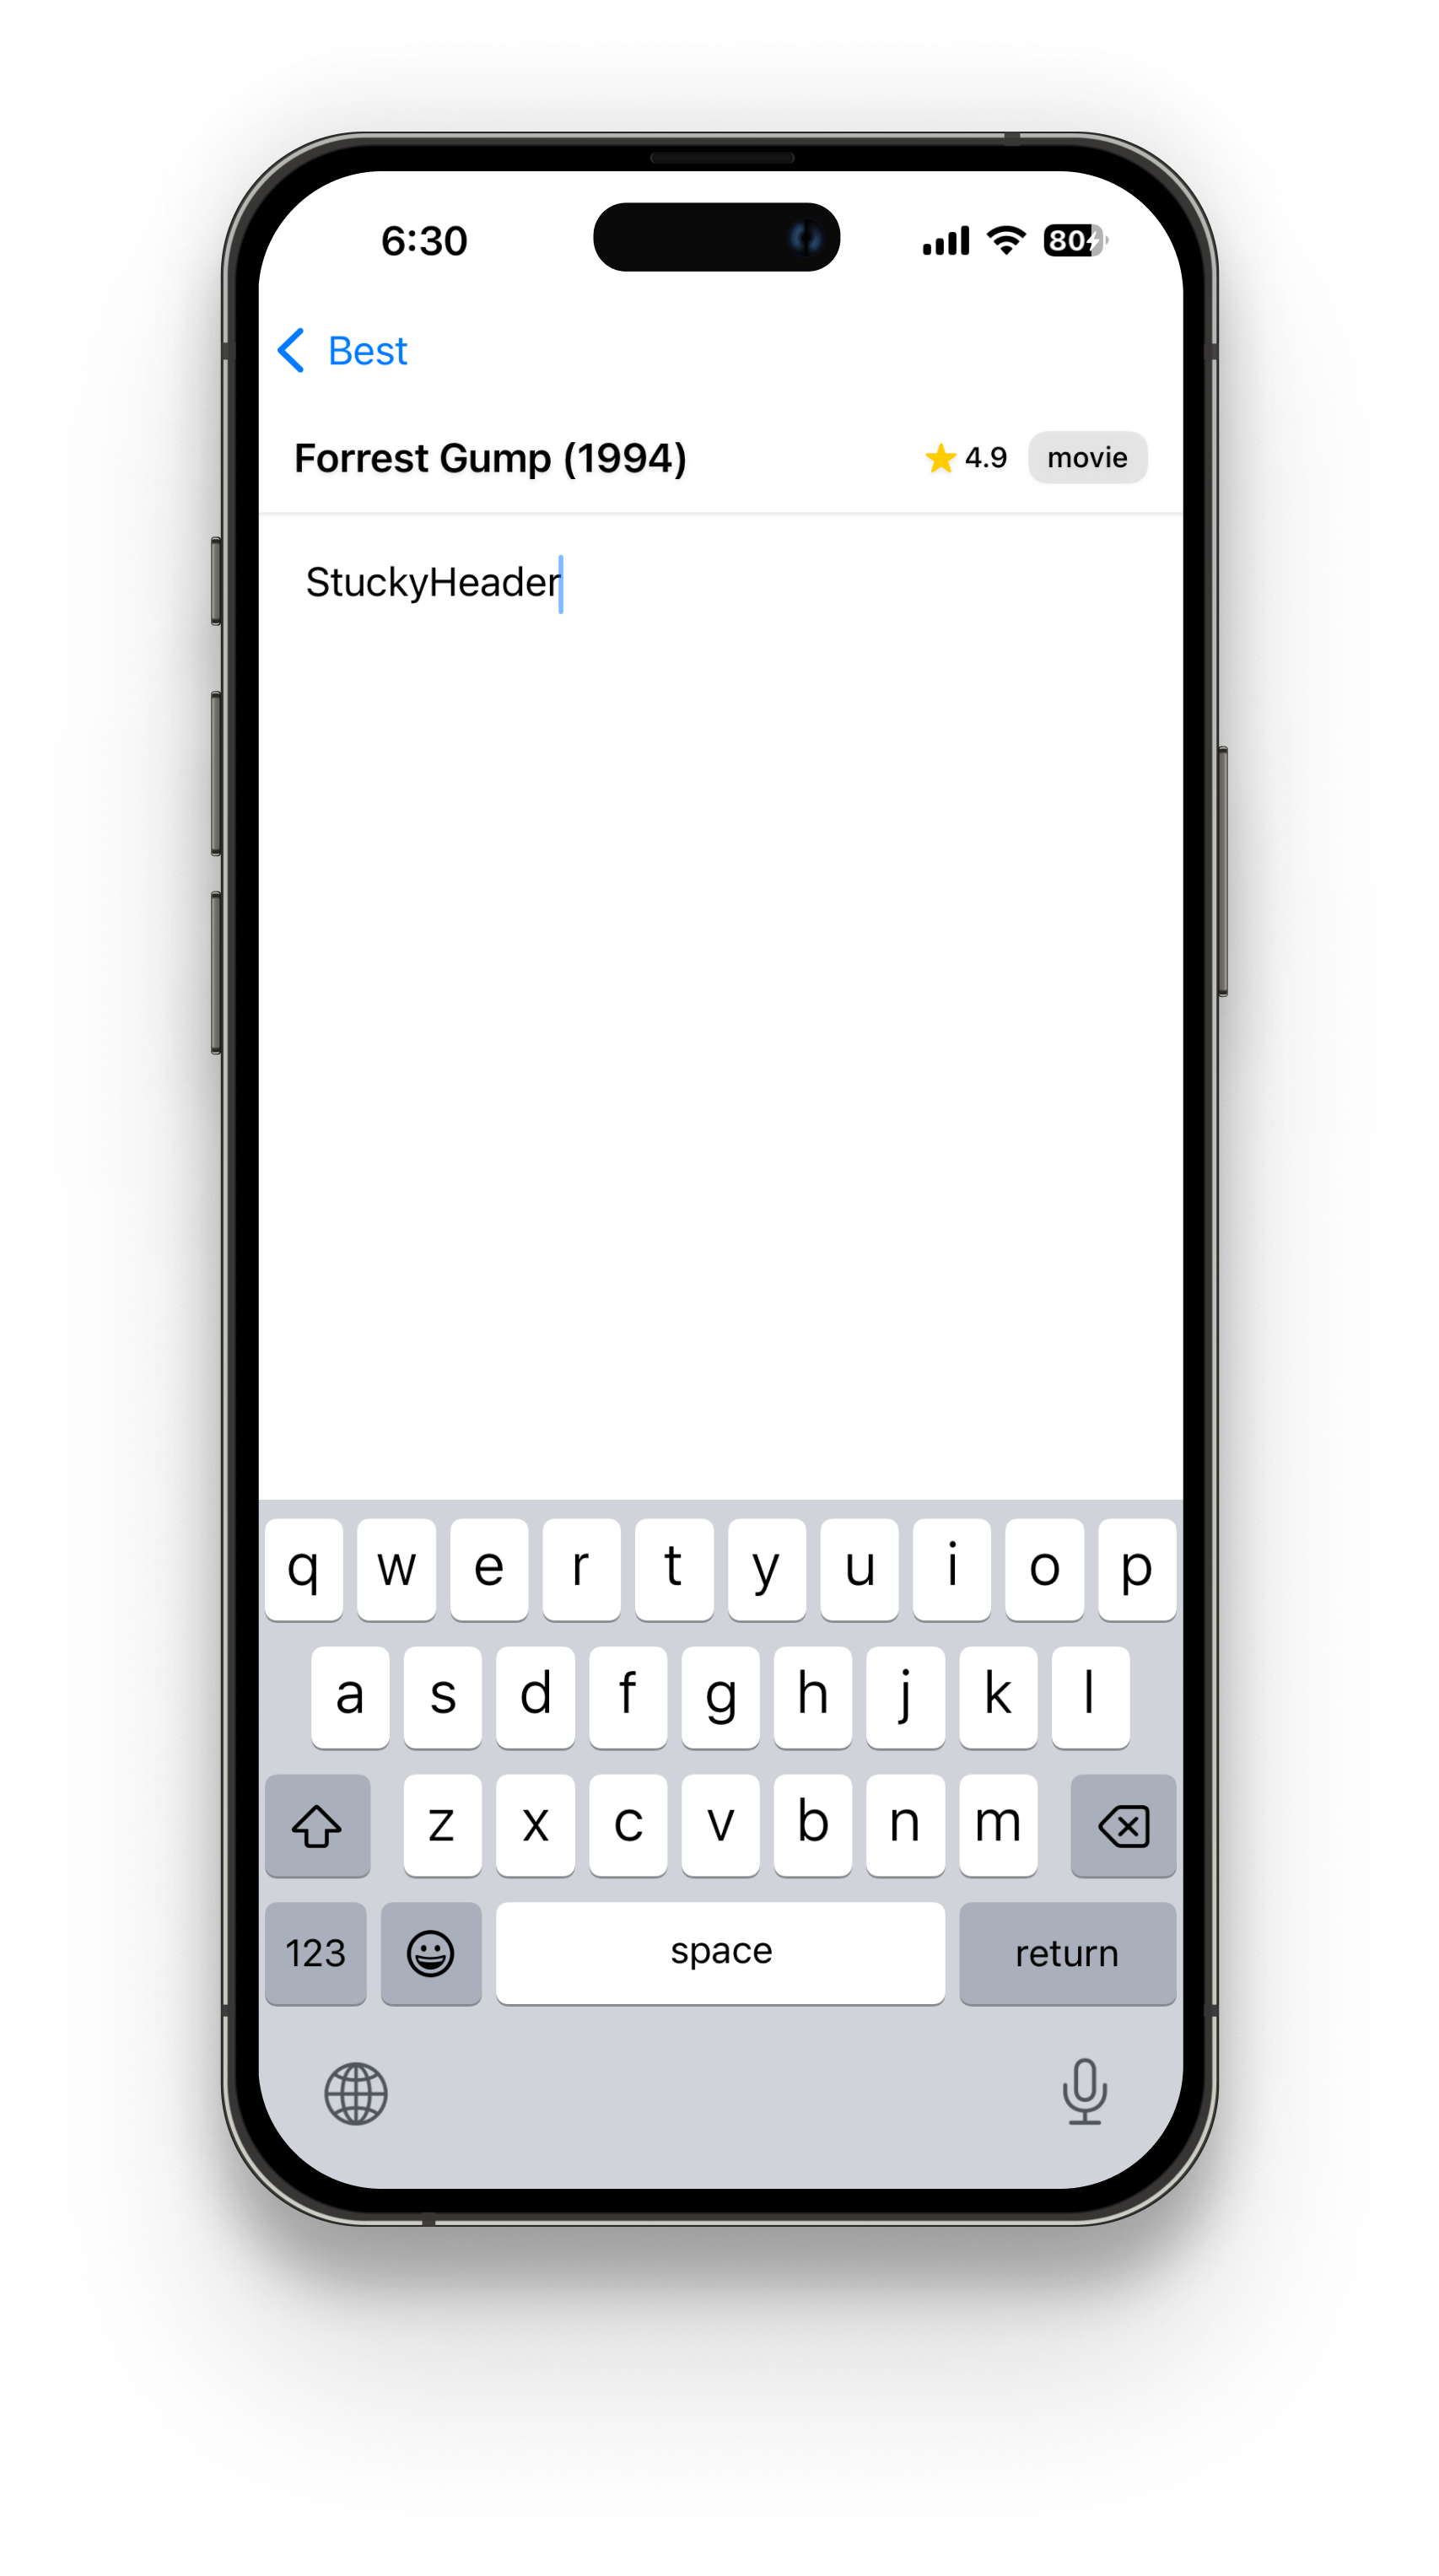 6:30
80
Best
Forrest Gump (1994)
4.9
movie
StuckyHeader
q w e r t y u i o p
a s d f g h j k l
z x c v b n m
123
space
return